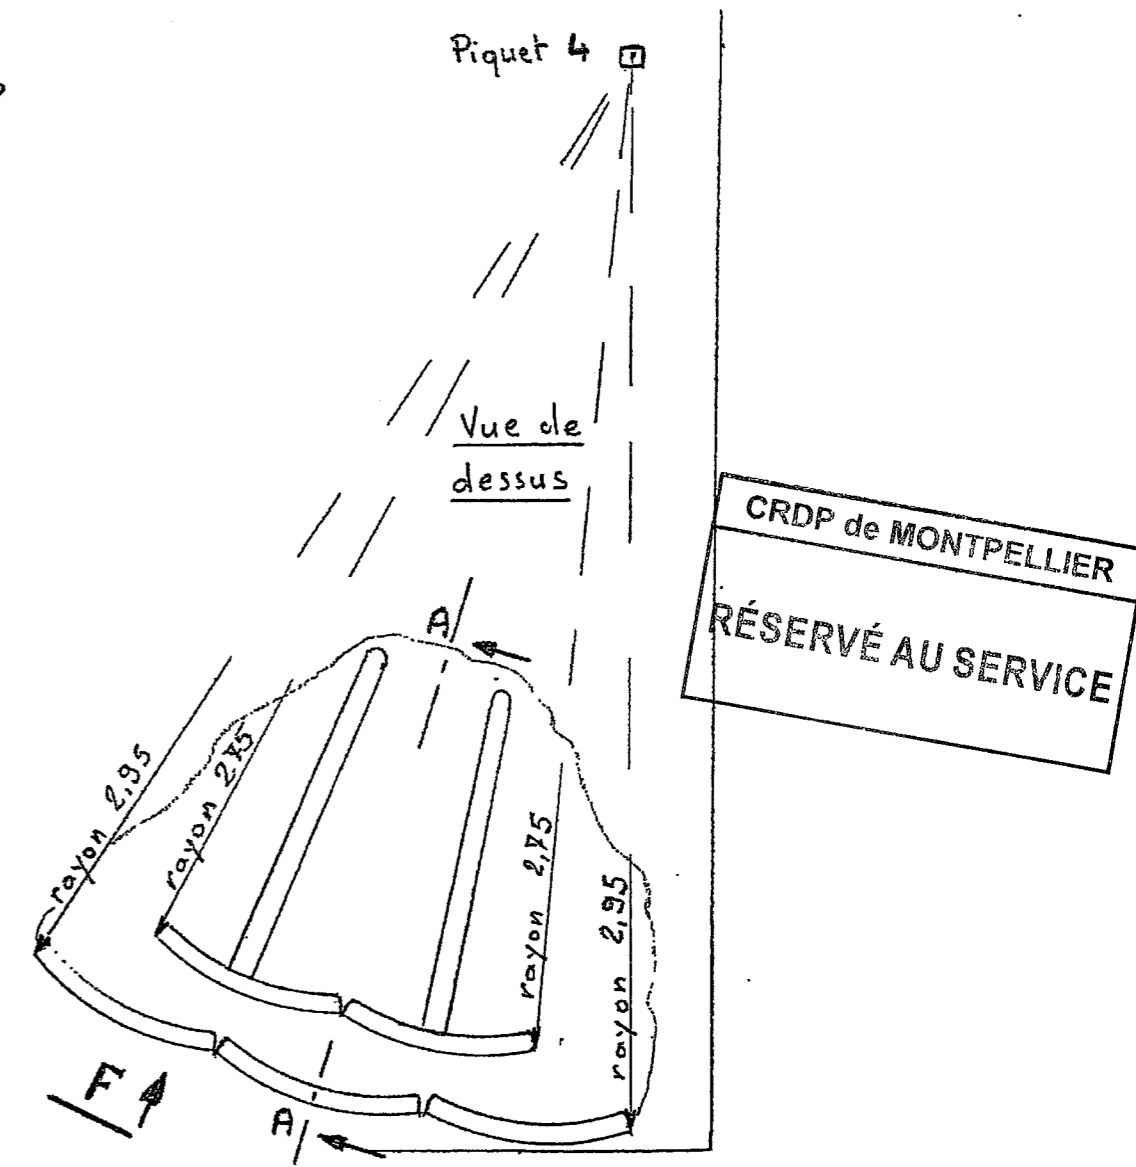 Piquet 4
Vue de
dessus
CRDP de MONTPELLIER
RÉSERVÉ AU SERVICE
A
rayon 2,95
rayon 2,75
rayon 2,75
rayon 2,95
F
A